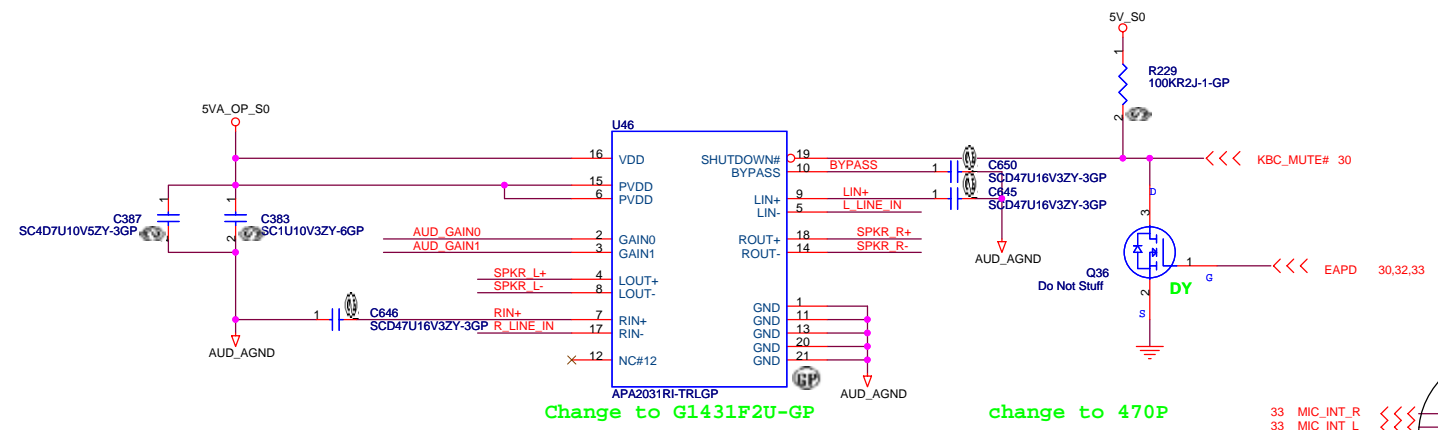 5V_S0
1
R229
100KR2J-1-GP
2
5VA_OP_S0
U46
16 VDD
SHUTDOWN# 19
KBC_MUTE# 30
BYPASS 10 BYPASS 1
C650
SCD47U16V3ZY-3GP
15 PVDD
6 PVDD
1
C387
SC4D7U10V5ZY-3GP
2
1
C383
SC1U10V3ZY-6GP
2
LIN+ 9 LIN+ 1
C645
SCD47U16V3ZY-3GP
LIN- 5 L_LINE_IN
D
3
AUD_GAIN0 2 GAIN0
AUD_GAIN1 3 GAIN1
ROUT+ 18 SPKR_R+
ROUT- 14 SPKR_R-
AUD_AGND
1
G
EAPD 30,32,33
Q36
Do Not Stuff
DY
2
S
SPKR_L+ 4 LOUT+
SPKR_L- 8 LOUT-
1
C646
SCD47U16V3ZY-3GP
RIN+ 7 RIN+
R_LINE_IN 17 RIN-
AUD_AGND
12 NC#12
GND 1
GND 11
GND 13
GND 20
GND 21
GP
AUD_AGND
APA2031RI-TRLGP
Change to G1431F2U-GP
change to 470P
33 MIC_INT_R
33 MIC_INT_L